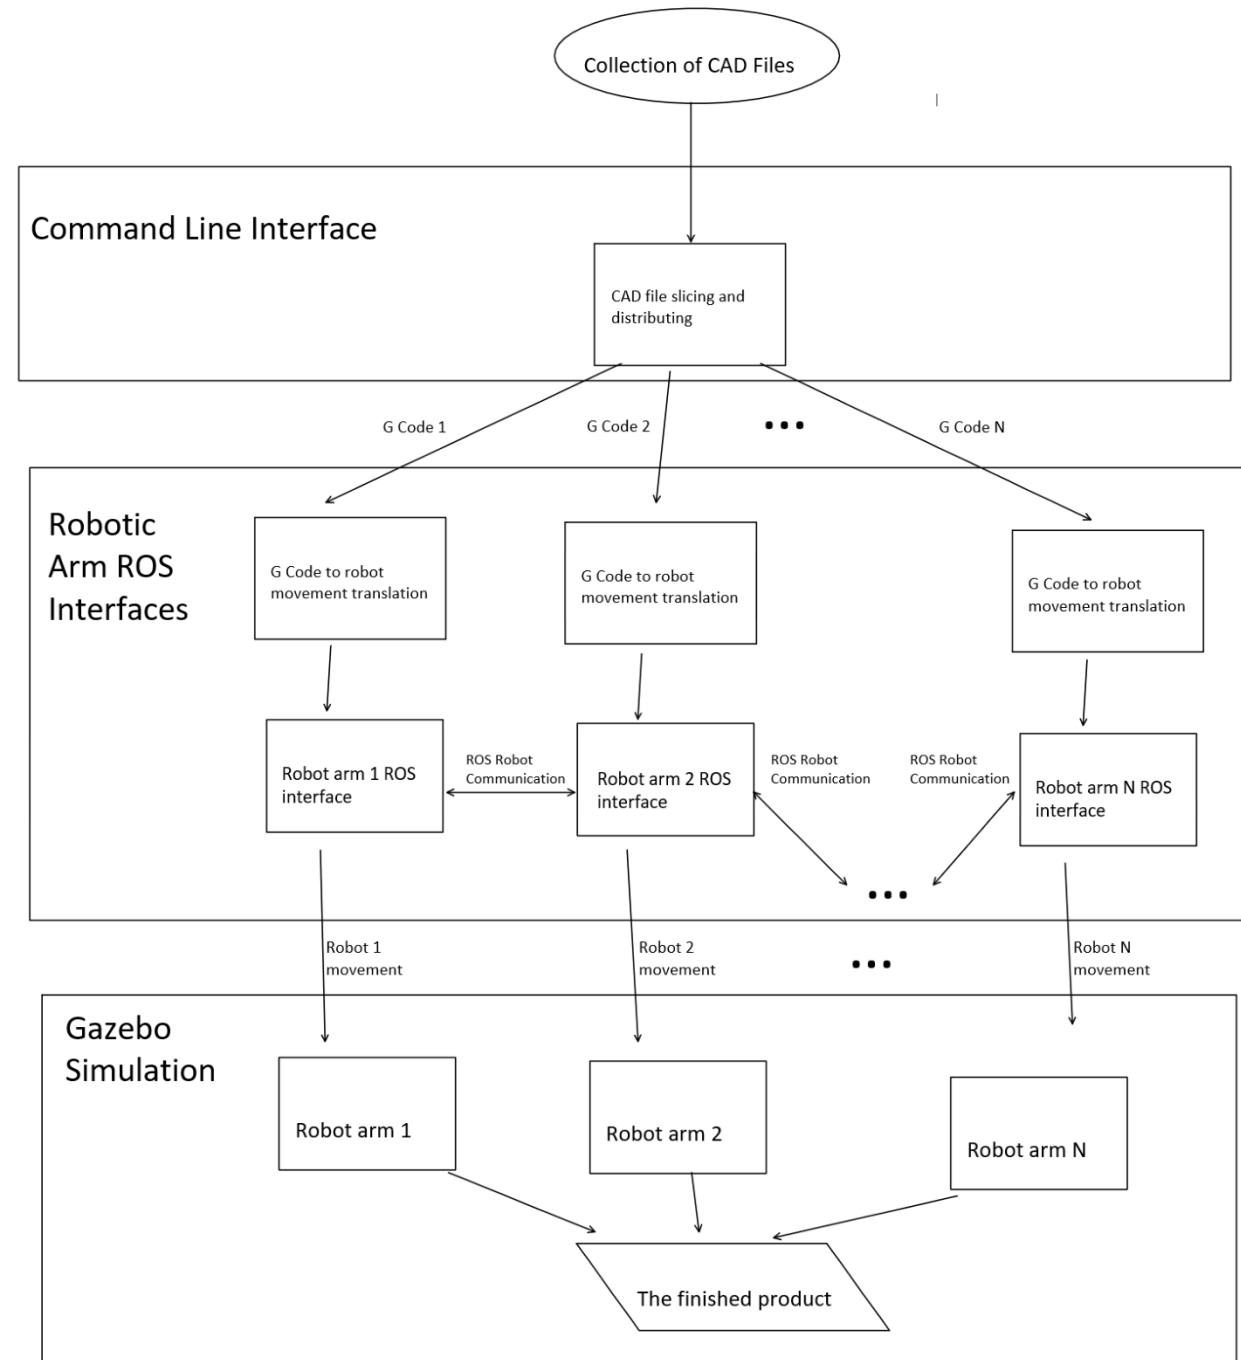 Collection of CAD Files
Command Line Interface
CAD file slicing and
distributing
G Code 1
G Code 2
...
G Code N
Robotic
Arm ROS
Interfaces
G Code to robot
movement translation
G Code to robot
movement translation
G Code to robot
movement translation
Robot arm 1 ROS
interface
ROS Robot
Communication
Robot arm 2 ROS
interface
ROS Robot
Communication
ROS Robot
Communication
Robot arm N ROS
interface
...
Robot 1
movement
Robot 2
movement
...
Robot N
movement
Gazebo
Simulation
Robot arm 1
Robot arm 2
Robot arm N
The finished product